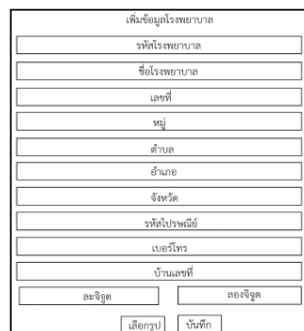 เพิ่มข้อมูลโรงพยาบาล
รหัสโรงพยาบาล
ชื่อโรงพยาบาล
เลขที่
หมู่
ตำบล
อำเภอ
จังหวัด
รหัสไปรษณีย์
เบอร์โทร
บ้านเลขที่
ละจิจูด ลองจิจูด
เลือกรูป บันทึก